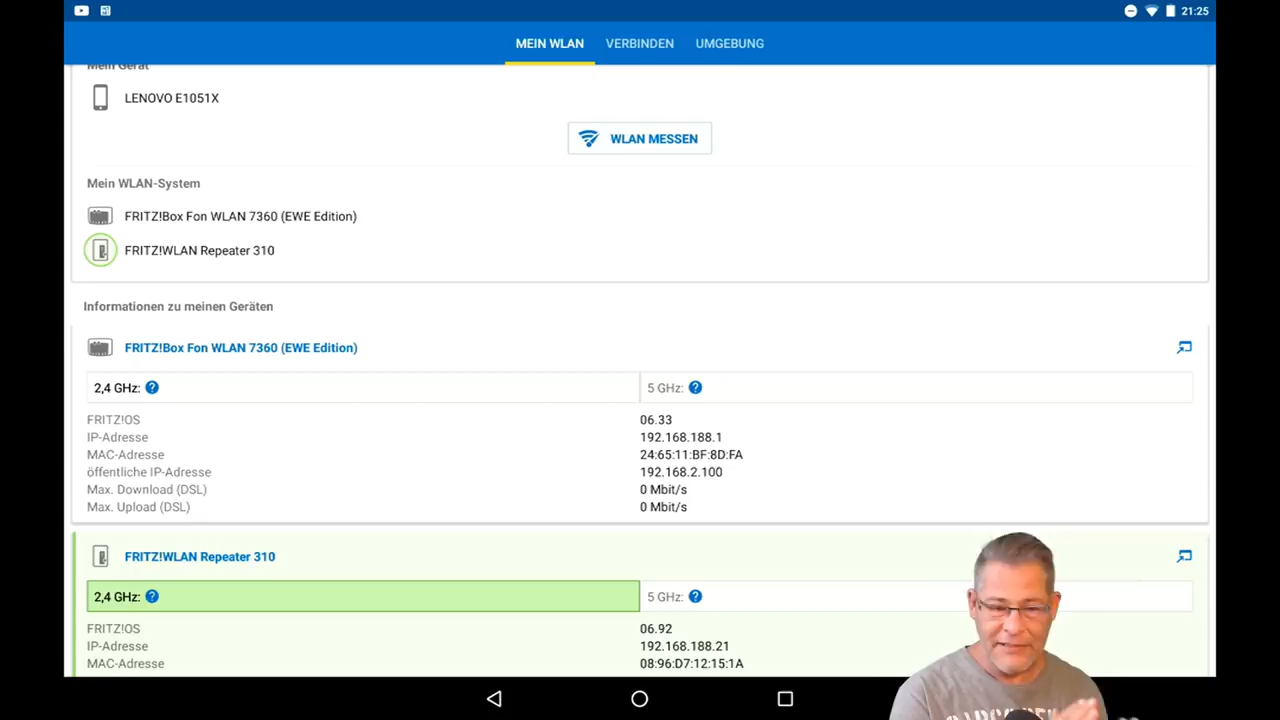 21:25
MEIN WLAN VERBINDEN UMGEBUNG
Mein Gerät
LENOVO E1051X
WLAN MESSEN
Mein WLAN-System
FRITZ!Box Fon WLAN 7360 (EWE Edition)
FRITZ!WLAN Repeater 310
Informationen zu meinen Geräten
FRITZ!Box Fon WLAN 7360 (EWE Edition)
2,4 GHz: ? 5 GHz: ?
FRITZ!OS 06.33
IP-Adresse 192.168.188.1
MAC-Adresse 24:65:11:BF:8D:FA
öffentliche IP-Adresse 192.168.2.100
Max. Download (DSL) 0 Mbit/s
Max. Upload (DSL) 0 Mbit/s
FRITZ!WLAN Repeater 310
2,4 GHz: ? 5 GHz: ?
FRITZ!OS 06.92
IP-Adresse 192.168.188.21
MAC-Adresse 08:96:D7:12:15:1A